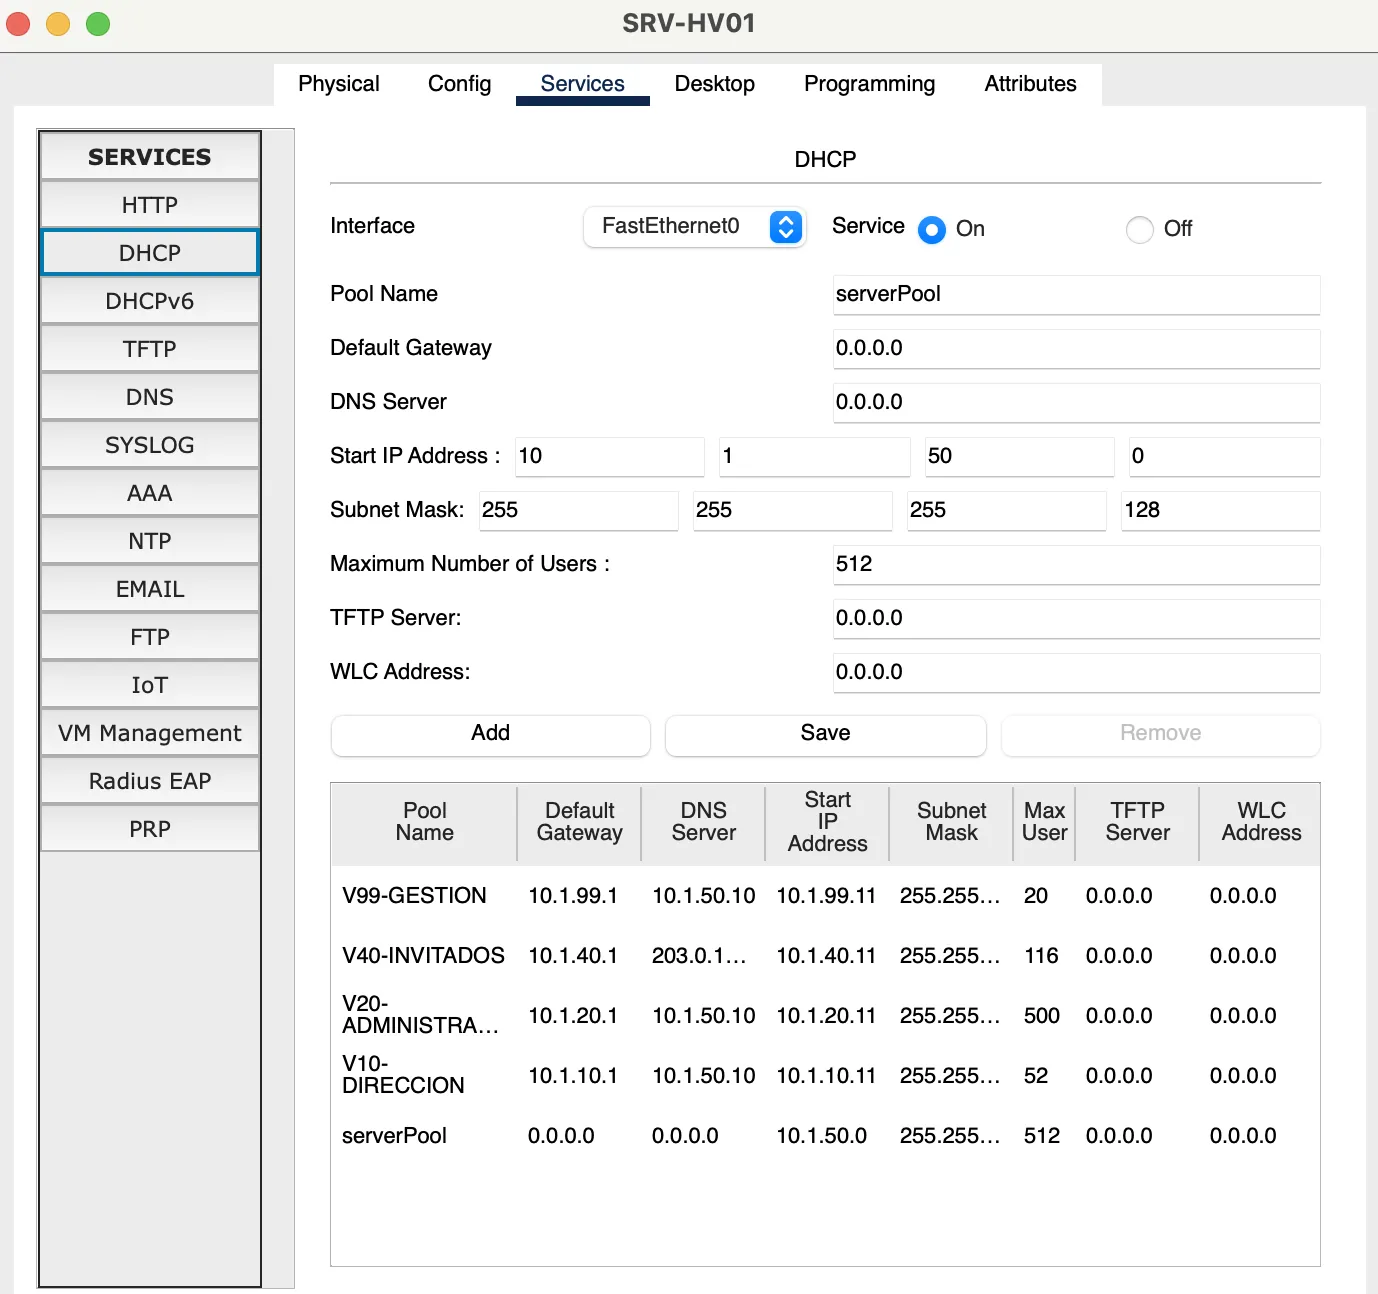 SRV-HV01
Physical Config Services Desktop Programming Attributes
SERVICES
HTTP
DHCP
DHCPv6
TFTP
DNS
SYSLOG
AAA
NTP
EMAIL
FTP
IoT
VM Management
Radius EAP
PRP
DHCP
Interface FastEthernet0 Service On Off
Pool Name serverPool
Default Gateway 0.0.0.0
DNS Server 0.0.0.0
Start IP Address : 10 1 50 0
Subnet Mask: 255 255 255 128
Maximum Number of Users : 512
TFTP Server: 0.0.0.0
WLC Address: 0.0.0.0
Add Save Remove
Pool Name Default Gateway DNS Server Start IP Address Subnet Mask Max User TFTP Server WLC Address
V99-GESTION 10.1.99.1 10.1.50.10 10.1.99.11 255.255... 20 0.0.0.0 0.0.0.0
V40-INVITADOS 10.1.40.1 203.0.1... 10.1.40.11 255.255... 116 0.0.0.0 0.0.0.0
V20-ADMINISTRA... 10.1.20.1 10.1.50.10 10.1.20.11 255.255... 500 0.0.0.0 0.0.0.0
V10-DIRECCION 10.1.10.1 10.1.50.10 10.1.10.11 255.255... 52 0.0.0.0 0.0.0.0
serverPool 0.0.0.0 0.0.0.0 10.1.50.0 255.255... 512 0.0.0.0 0.0.0.0